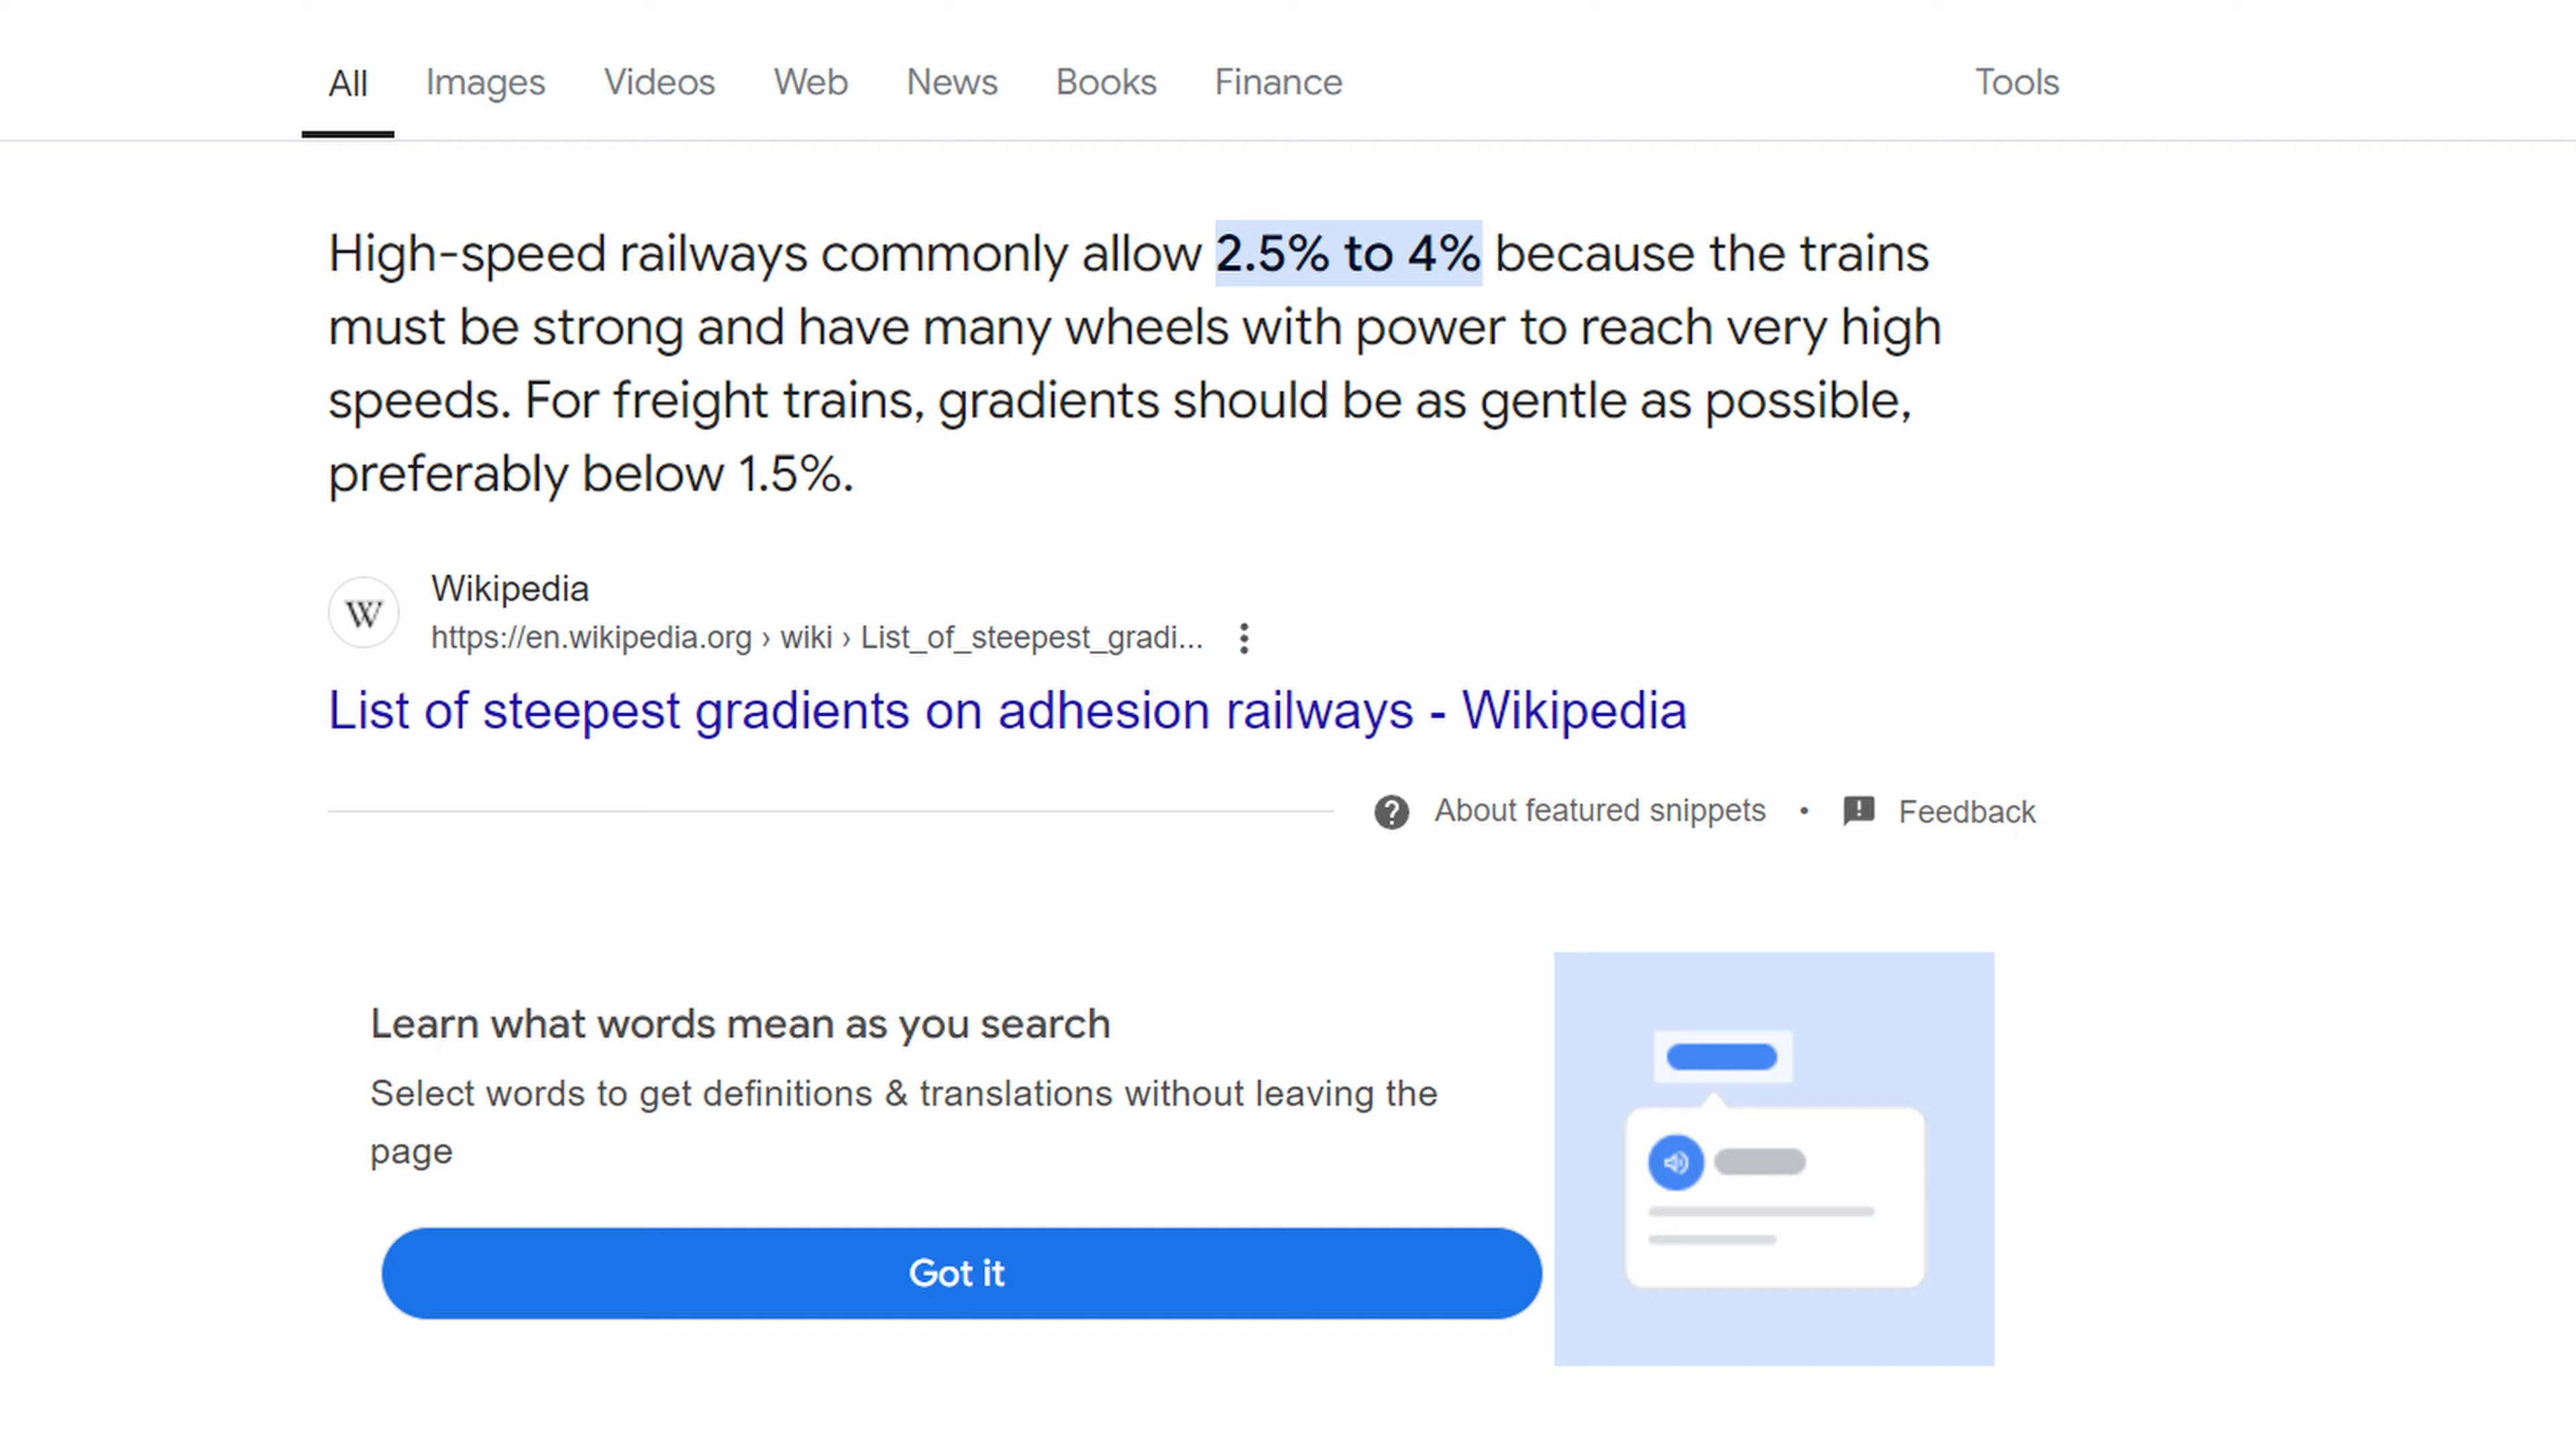 All Images Videos Web News Books Finance Tools
High-speed railways commonly allow 2.5% to 4% because the trains
must be strong and have many wheels with power to reach very high
speeds. For freight trains, gradients should be as gentle as possible,
preferably below 1.5%.
W
Wikipedia
https://en.wikipedia.org › wiki › List_of_steepest_gradi...
List of steepest gradients on adhesion railways - Wikipedia
About featured snippets • Feedback
Learn what words mean as you search
Select words to get definitions & translations without leaving the
page
Got it